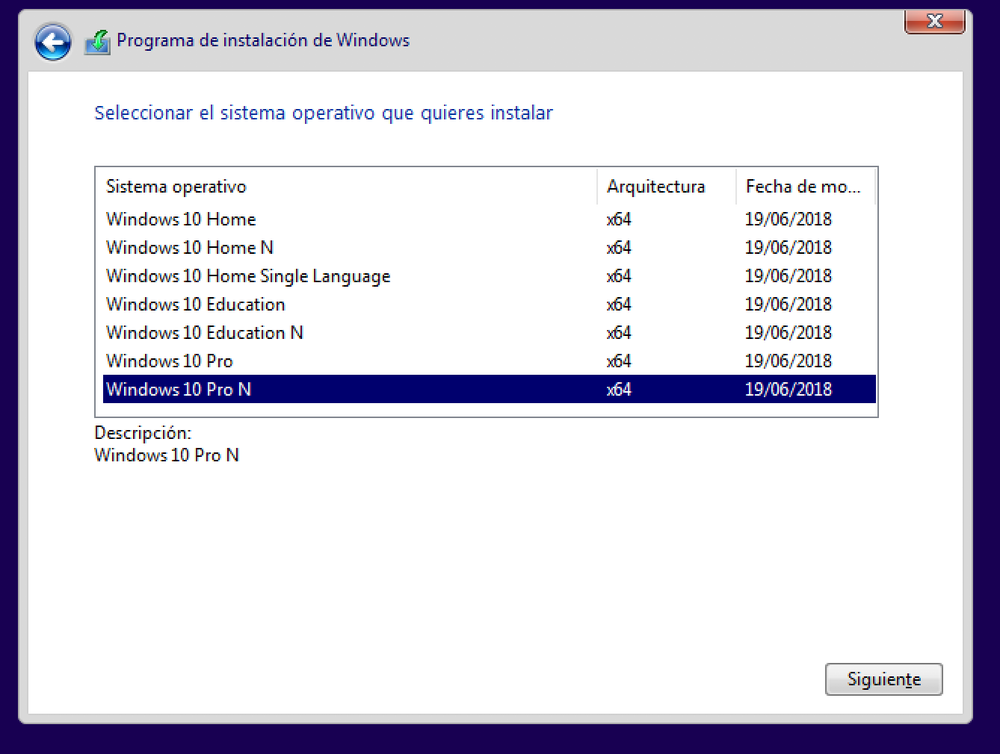 Programa de instalación de Windows
Seleccionar el sistema operativo que quieres instalar
Sistema operativo Arquitectura Fecha de mo...
Windows 10 Home x64 19/06/2018
Windows 10 Home N x64 19/06/2018
Windows 10 Home Single Language x64 19/06/2018
Windows 10 Education x64 19/06/2018
Windows 10 Education N x64 19/06/2018
Windows 10 Pro x64 19/06/2018
Windows 10 Pro N x64 19/06/2018
Descripción:
Windows 10 Pro N
Siguiente